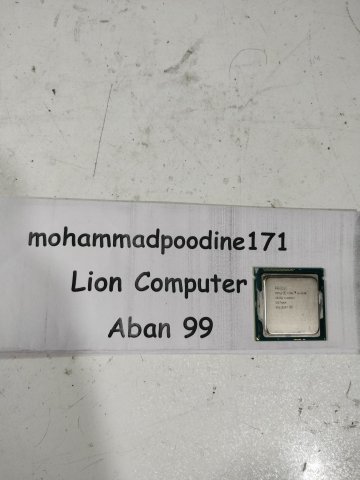 mohammadpoodine171
Lion Computer
Aban 99